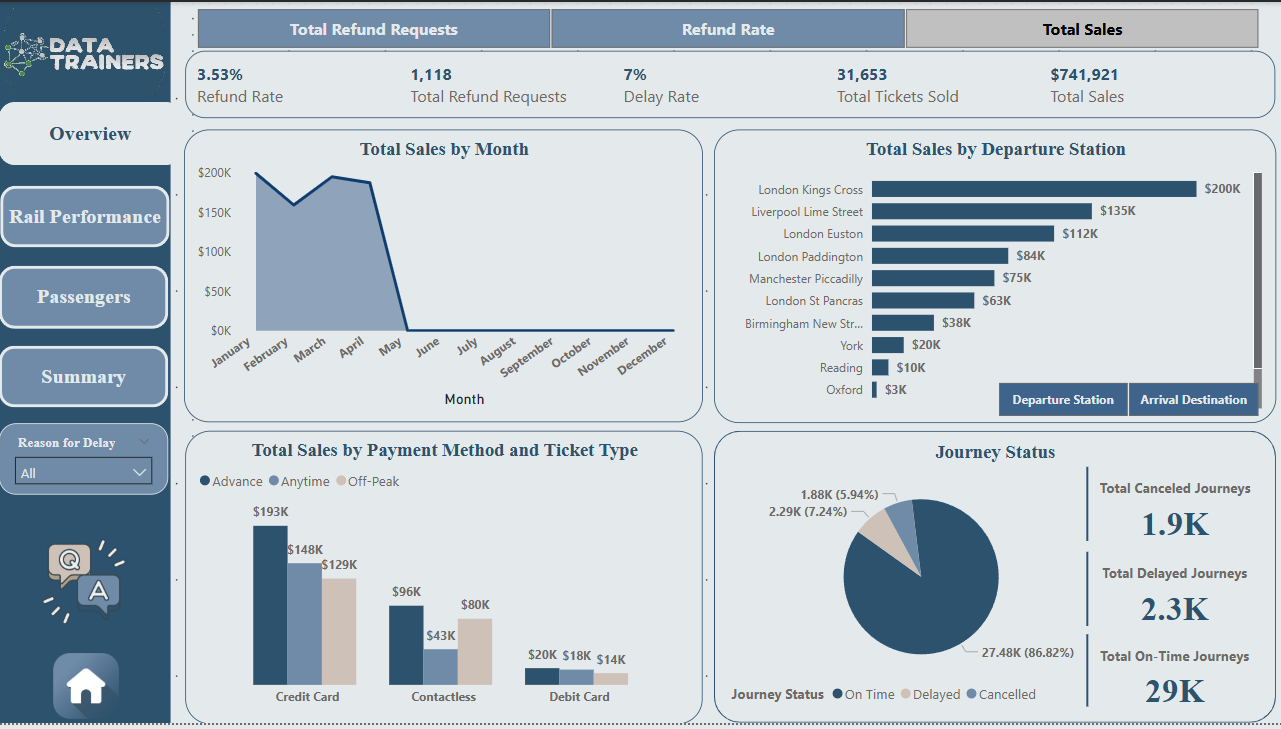 DATA
TRAINERS
Total Refund Requests
Refund Rate
Total Sales
3.53%
Refund Rate
1,118
Total Refund Requests
7%
Delay Rate
31,653
Total Tickets Sold
$741,921
Total Sales
Overview
Rail Performance
Passengers
Summary
Reason for Delay
All
Q
A
Total Sales by Month
$200K
$150K
$100K
$50K
$0K
January
February
March
April
May
June
July
August
September
October
November
December
Month
Total Sales by Departure Station
London Kings Cross $200K
Liverpool Lime Street $135K
London Euston $112K
London Paddington $84K
Manchester Piccadilly $75K
London St Pancras $63K
Birmingham New Str... $38K
York $20K
Reading $10K
Oxford $3K
Departure Station
Arrival Destination
Total Sales by Payment Method and Ticket Type
Advance Anytime Off-Peak
$193K
$148K
$129K
$96K
$43K
$80K
$20K
$18K
$14K
Credit Card
Contactless
Debit Card
Journey Status
1.88K (5.94%)
2.29K (7.24%)
27.48K (86.82%)
Journey Status On Time Delayed Cancelled
Total Canceled Journeys
1.9K
Total Delayed Journeys
2.3K
Total On-Time Journeys
29K